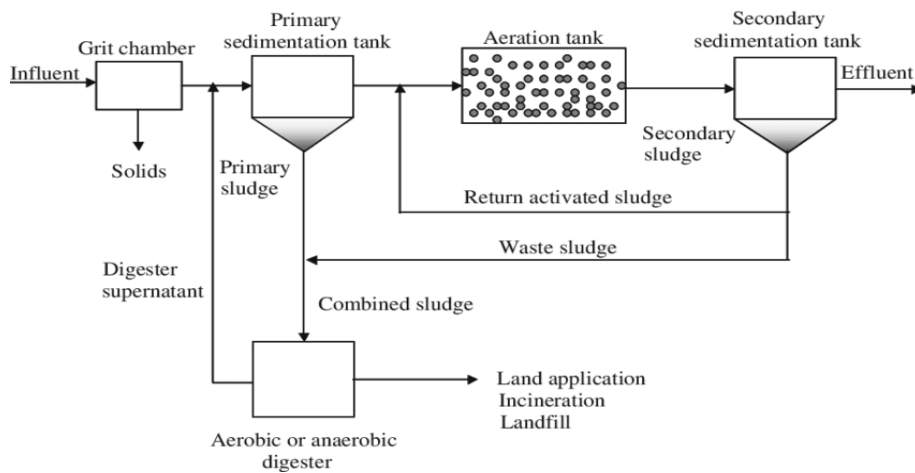 Primary
sedimentation tank
Secondary
sedimentation tank
Grit chamber
Aeration tank
Influent
Effluent
Solids
Primary
sludge
Secondary
sludge
Return activated sludge
Waste sludge
Digester
supernatant
Combined sludge
Land application
Incineration
Landfill
Aerobic or anaerobic
digester